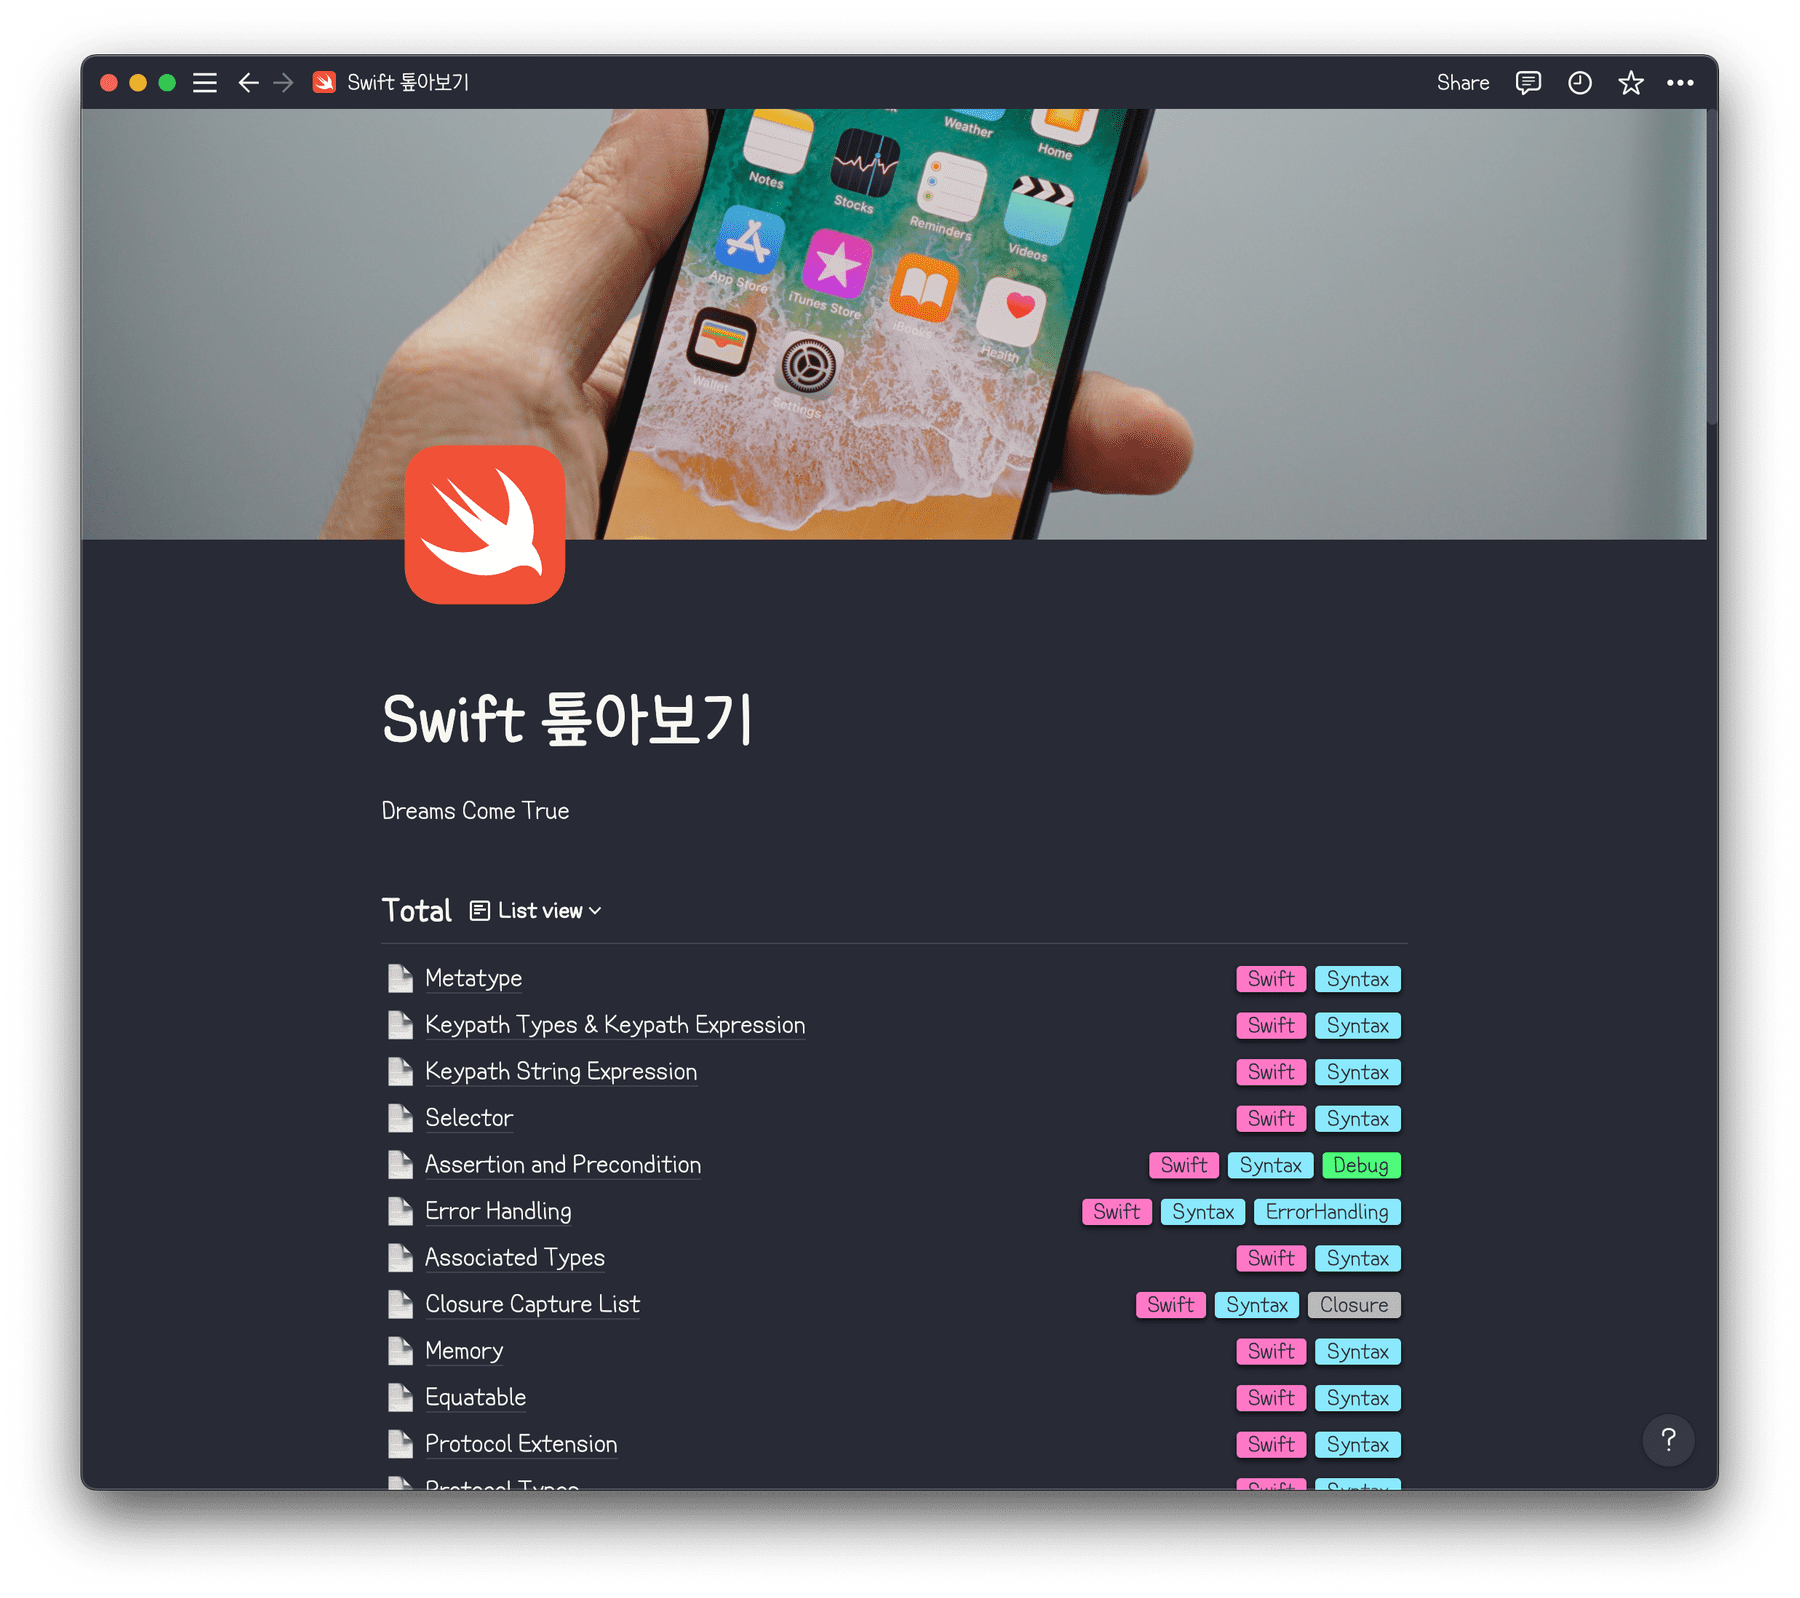 Swift 톺아보기
Share
Weather
Home
Notes
Stocks
Reminders
Videos
App Store
iTunes Store
Health
Wallet
Settings
Swift 톺아보기
Dreams Come True
Total List view
Metatype Swift Syntax
Keypath Types & Keypath Expression Swift Syntax
Keypath String Expression Swift Syntax
Selector Swift Syntax
Assertion and Precondition Swift Syntax Debug
Error Handling Swift Syntax ErrorHandling
Associated Types Swift Syntax
Closure Capture List Swift Syntax Closure
Memory Swift Syntax
Equatable Swift Syntax
Protocol Extension Swift Syntax
Protocol Types Swift Syntax
?